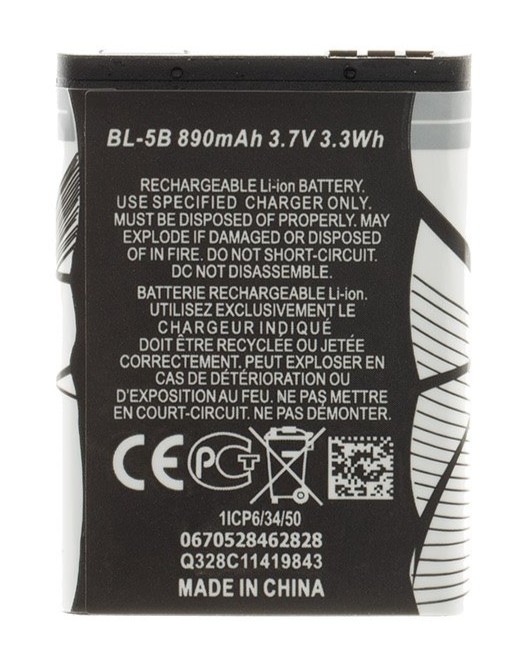 BL-5B 890mAh 3.7V 3.3Wh
RECHARGEABLE Li-ion BATTERY.
USE SPECIFIED CHARGER ONLY.
MUST BE DISPOSED OF PROPERLY. MAY
EXPLODE IF DAMAGED OR DISPOSED
OF IN FIRE. DO NOT SHORT-CIRCUIT.
DO NOT DISASSEMBLE.
BATTERIE RECHARGEABLE Li-ion.
UTILISEZ EXCLUSIVEMENT LE
CHARGEUR INDIQUÉ
DOIT ÊTRE RECYCLÉE OU JETÉE
CORRECTEMENT. PEUT EXPLOSER EN
CAS DE DÉTÉRIORATION OU
D'EXPOSITION AU FEU. NE PAS METTRE
EN COURT-CIRCUIT. NE PAS DÉMONTER.
CE PCT
1ICP6/34/50
0670528462828
Q328C11419843
MADE IN CHINA